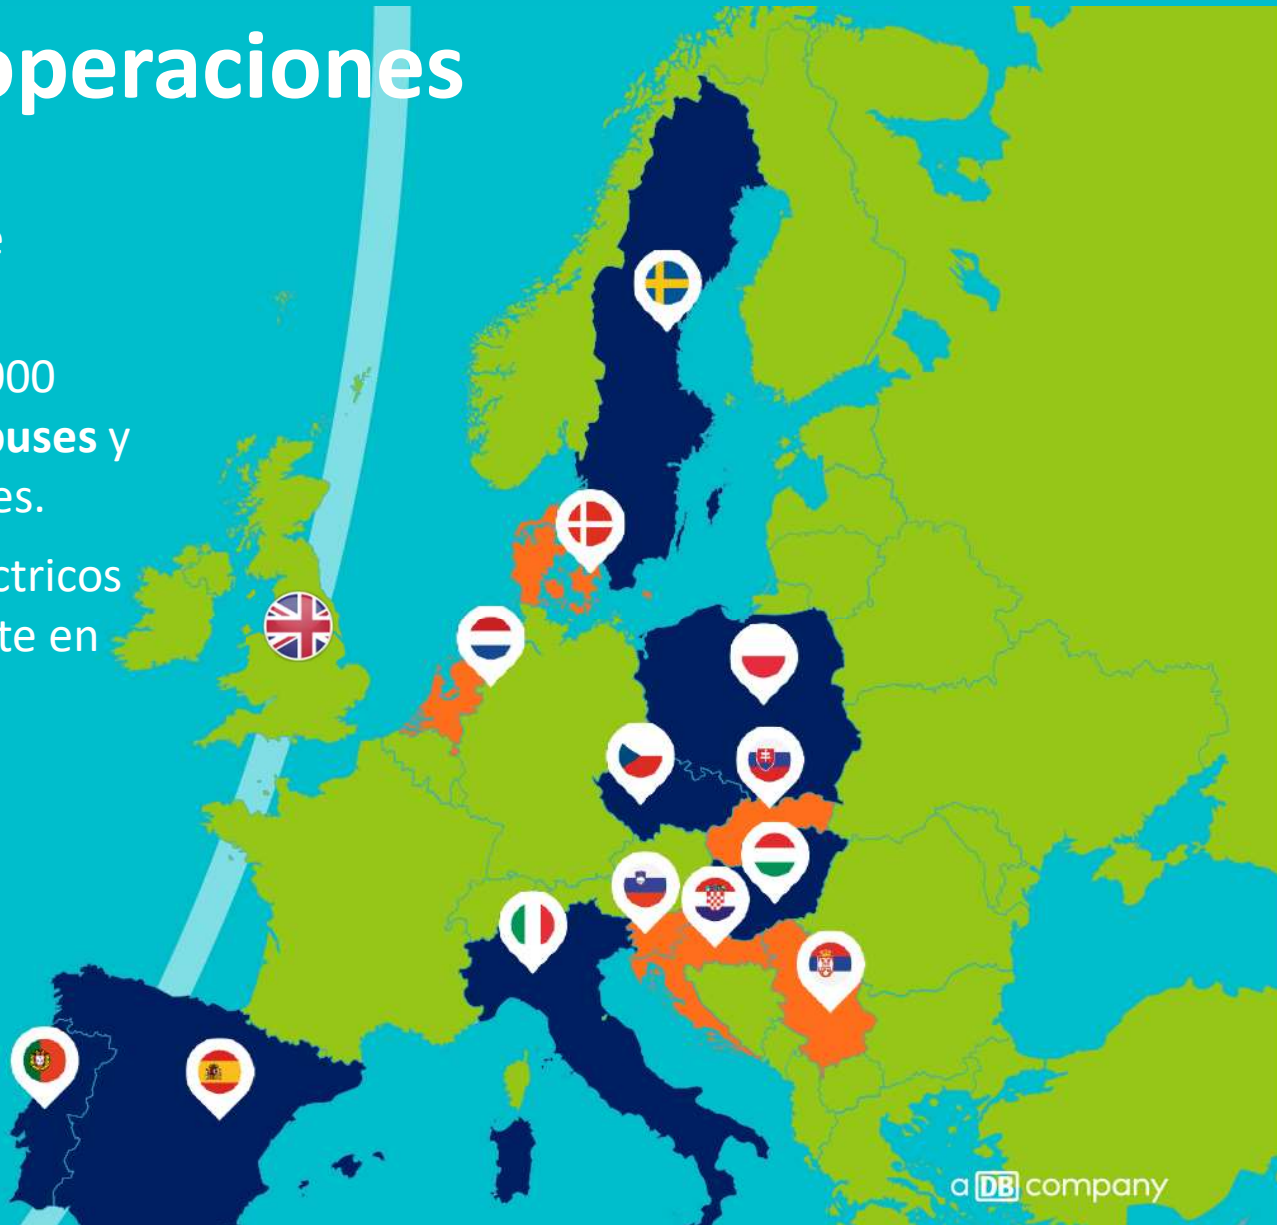 operaciones
e
000
buses y
es.
ctricos
te en
a DB company